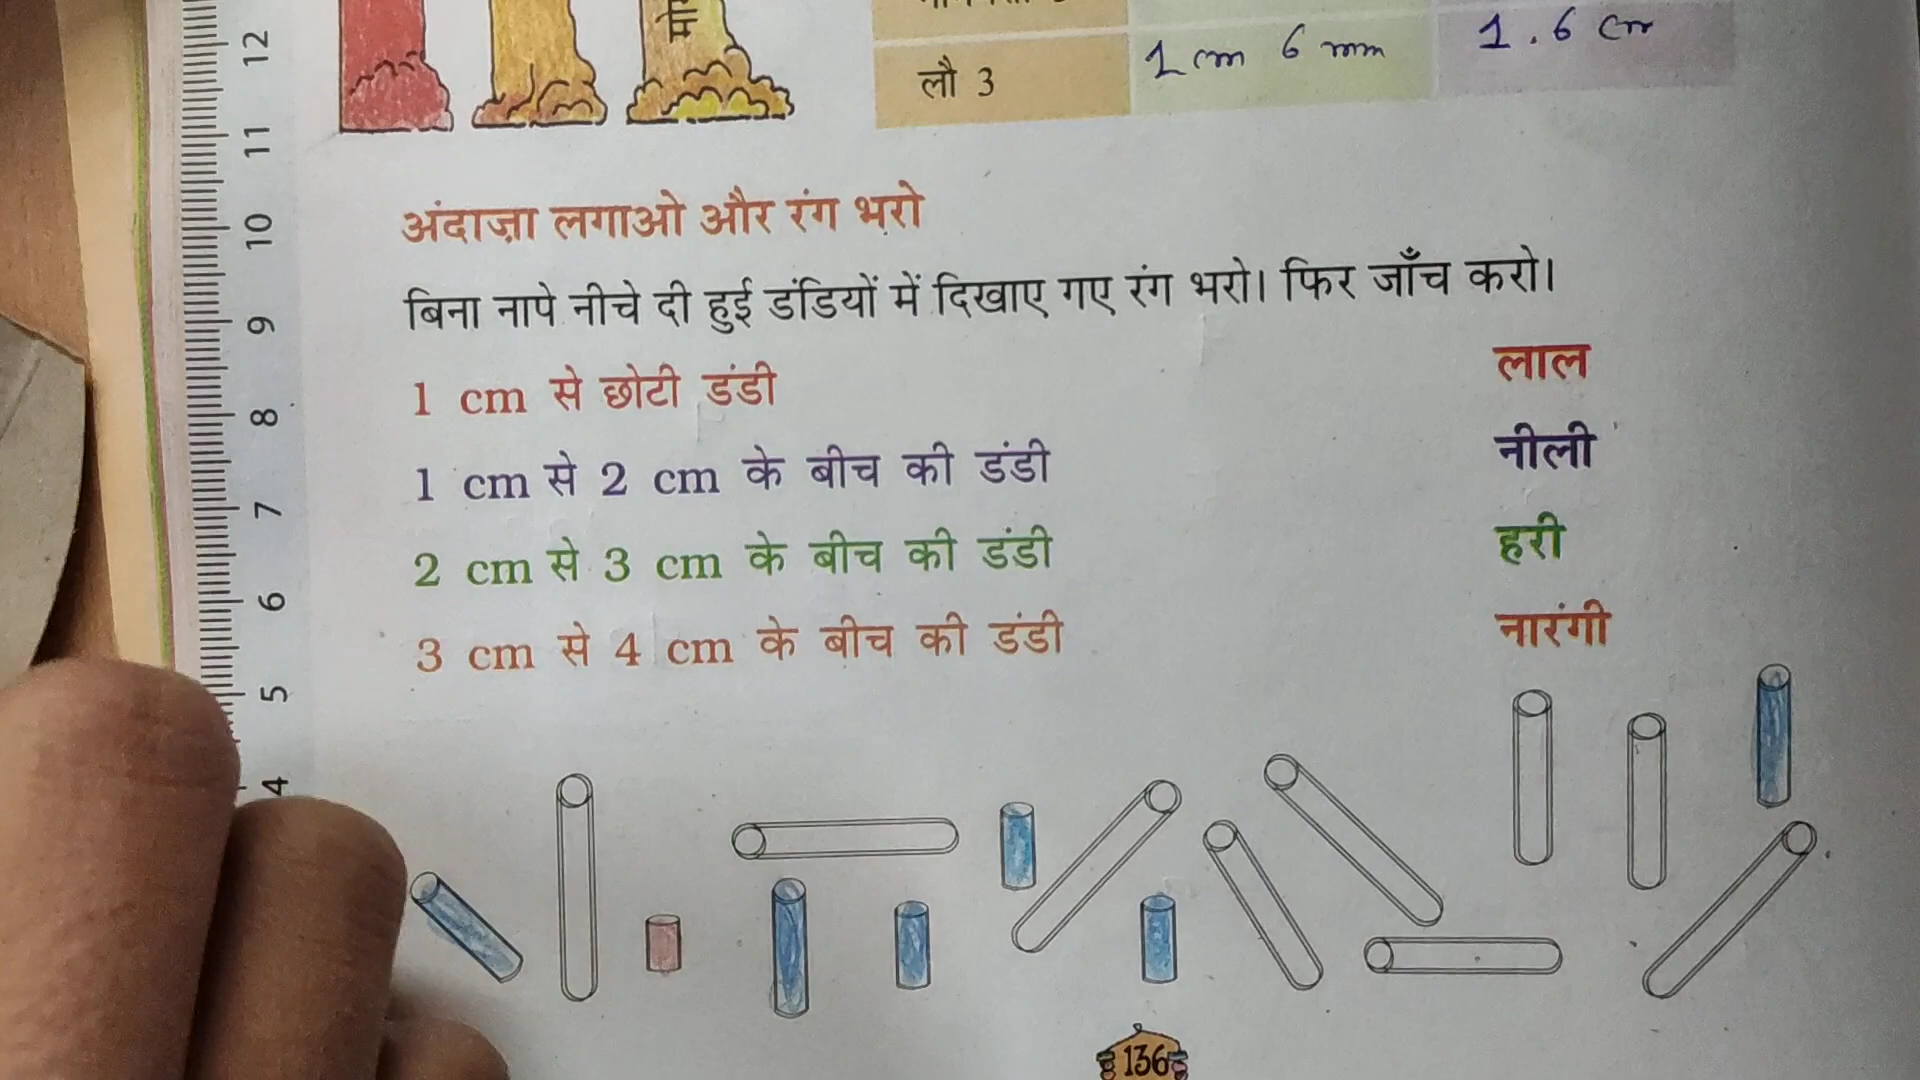 लौ 3 1 cm 6 mm 1.6 cm
अंदाज़ा लगाओ और रंग भरो
बिना नापे नीचे दी हुई डंडियों में दिखाए गए रंग भरो। फिर जाँच करो।
1 cm से छोटी डंडी लाल
1 cm से 2 cm के बीच की डंडी नीली
2 cm से 3 cm के बीच की डंडी हरी
3 cm से 4 cm के बीच की डंडी नारंगी
136
12
11
10
9
8
7
6
5
4